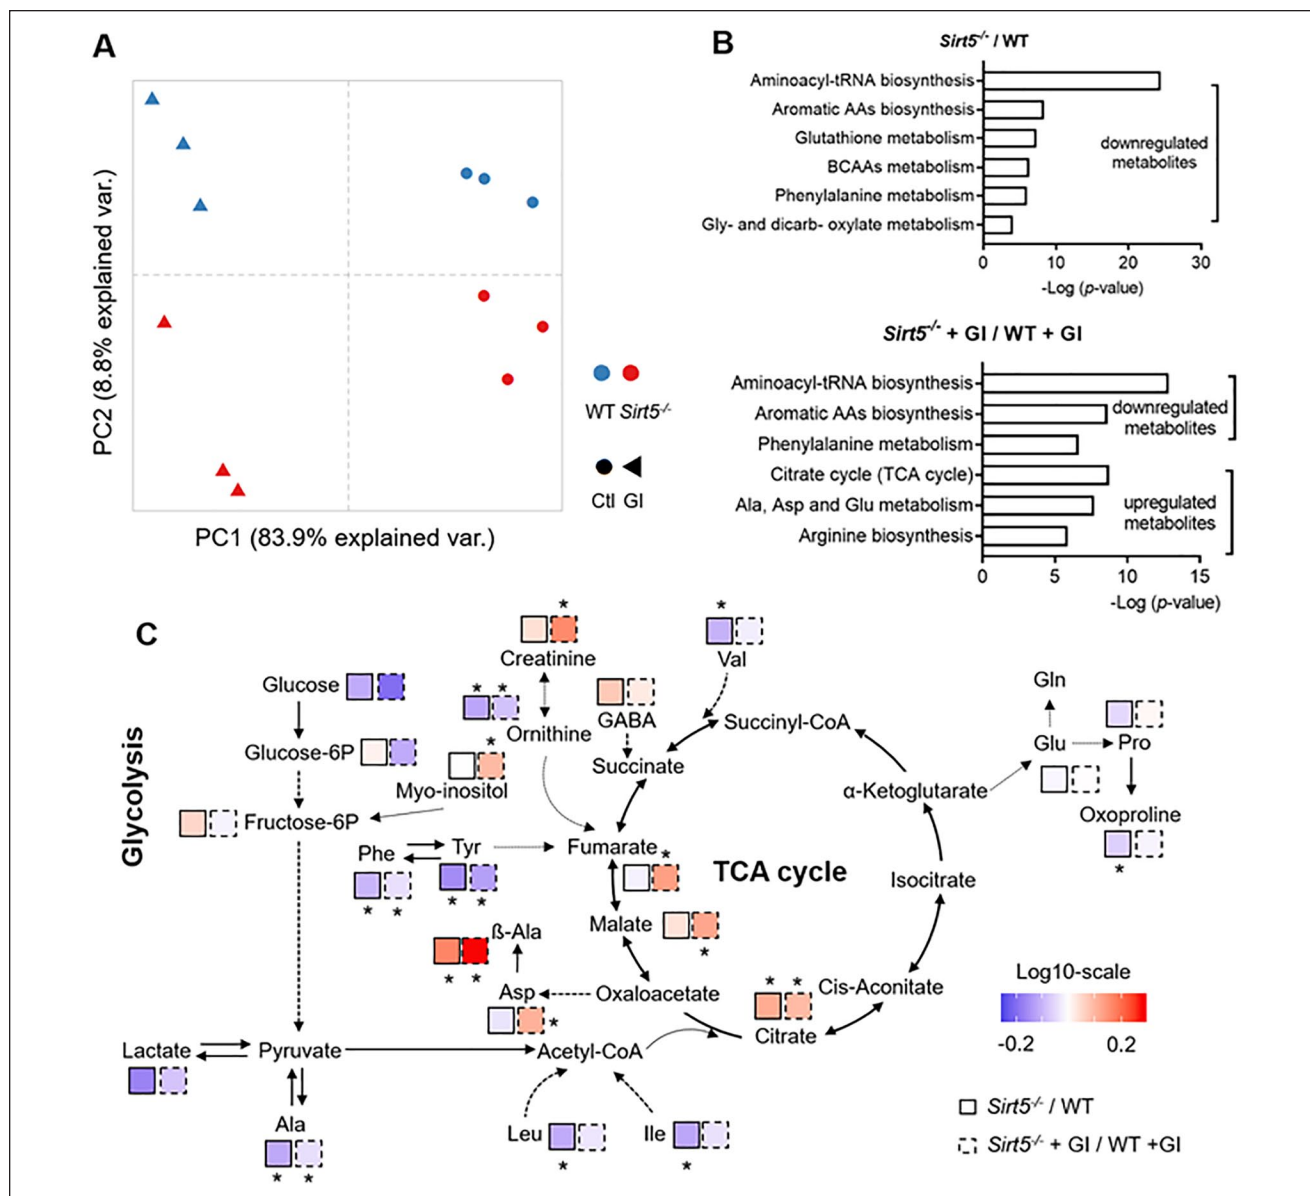 A
PC2 (8.8% explained var.)
PC1 (83.9% explained var.)
WT Sirt5-/-
Ctl GI
B
Sirt5-/- / WT
Aminoacyl-tRNA biosynthesis
Aromatic AAs biosynthesis
Glutathione metabolism
BCAAs metabolism
Phenylalanine metabolism
Gly- and dicarb- oxylate metabolism
downregulated
metabolites
0 10 20 30
-Log (p-value)
Sirt5-/- + GI / WT + GI
Aminoacyl-tRNA biosynthesis
Aromatic AAs biosynthesis
Phenylalanine metabolism
Citrate cycle (TCA cycle)
Ala, Asp and Glu metabolism
Arginine biosynthesis
downregulated
metabolites
upregulated
metabolites
0 5 10 15
-Log (p-value)
C
Glycolysis
*
Creatinine
*
Val
Glucose
* *
Ornithine
GABA
Succinyl-CoA
Gln
Glucose-6P
*
Myo-inositol
Succinate
Glu
Pro
α-Ketoglutarate
Fructose-6P
Oxoproline
*
Phe
* *
Tyr
* *
Fumarate
*
TCA cycle
Isocitrate
Malate
*
ß-Ala
* *
Asp
*
Oxaloacetate
* *
Citrate
Cis-Aconitate
Log10-scale
-0.2 0.2
Lactate
Pyruvate
Acetyl-CoA
Ala
* *
Leu
*
Ile
*
Sirt5-/- / WT
Sirt5-/- + GI / WT +GI